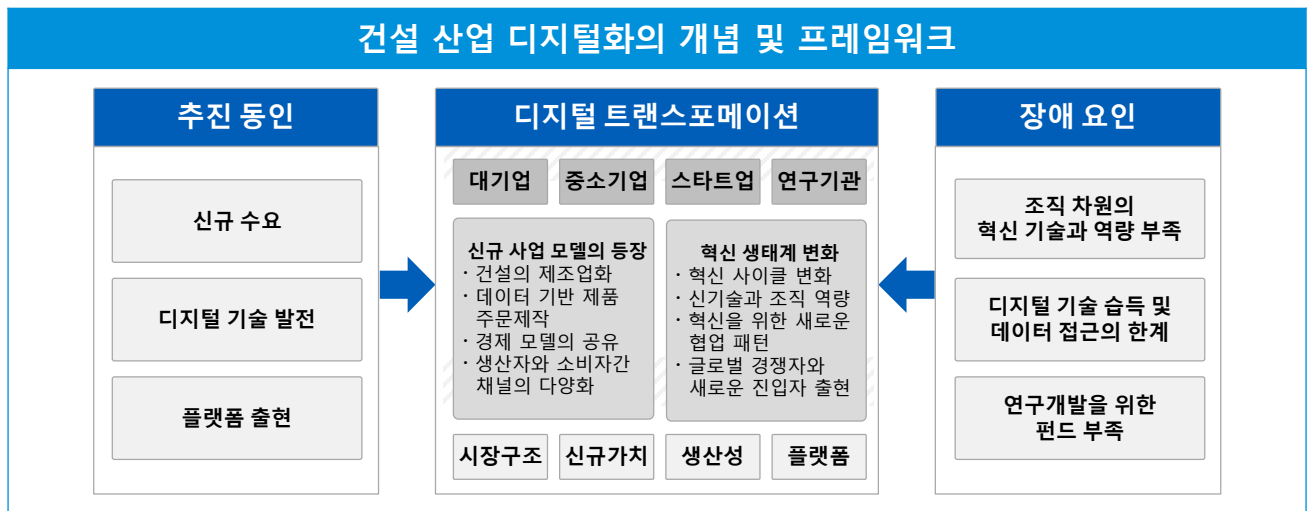 건설 산업 디지털화의 개념 및 프레임워크
추진 동인
신규 수요
디지털 기술 발전
플랫폼 출현
디지털 트랜스포메이션
대기업
중소기업
스타트업
연구기관
신규 사업 모델의 등장
· 건설의 제조업화
· 데이터 기반 제품
주문제작
· 경제 모델의 공유
· 생산자와 소비자간
채널의 다양화
혁신 생태계 변화
· 혁신 사이클 변화
· 신기술과 조직 역량
· 혁신을 위한 새로운
협업 패턴
· 글로벌 경쟁자와
새로운 진입자 출현
시장구조
신규가치
생산성
플랫폼
장애 요인
조직 차원의
혁신 기술과 역량 부족
디지털 기술 습득 및
데이터 접근의 한계
연구개발을 위한
펀드 부족